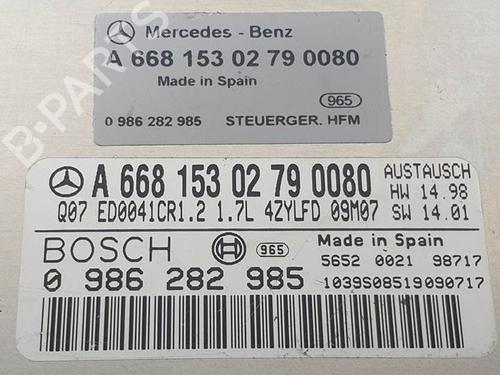 Mercedes - Benz
A 668 153 02 79 0080
Made in Spain
965
0 986 282 985 STEUERGER. HFM
A 668 153 02 79 0080
AUSTAUSCH
HW 14.98
Q07 ED0041CR1.2 1.7L 4ZYLFD 09M07 SW 14.01
BOSCH 965 Made in Spain
5652 0021 98717
0 986 282 985 1039S08519090717
B-PARTS